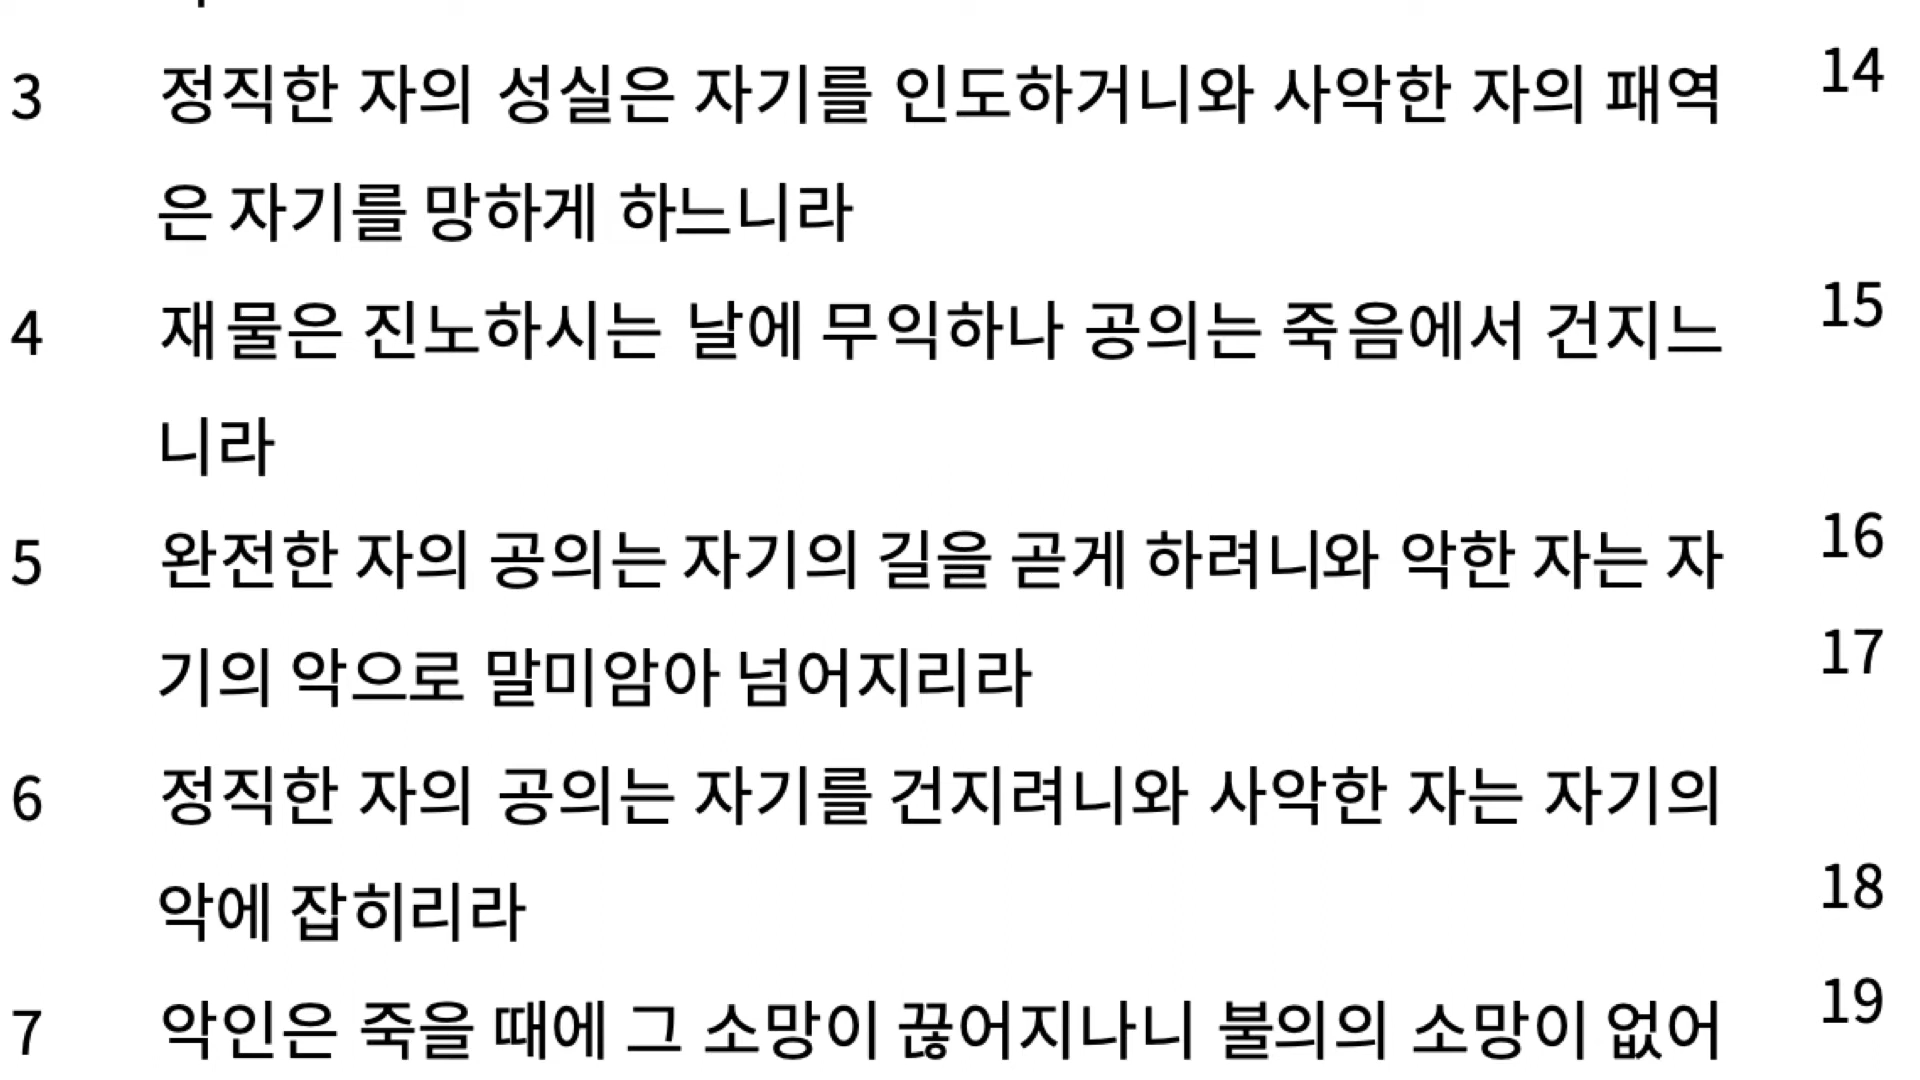 3 정직한 자의 성실은 자기를 인도하거니와 사악한 자의 패역
은 자기를 망하게 하느니라
4 재물은 진노하시는 날에 무익하나 공의는 죽음에서 건지느
니라
5 완전한 자의 공의는 자기의 길을 곧게 하려니와 악한 자는 자
기의 악으로 말미암아 넘어지리라
6 정직한 자의 공의는 자기를 건지려니와 사악한 자는 자기의
악에 잡히리라
7 악인은 죽을 때에 그 소망이 끊어지나니 불의의 소망이 없어
14
15
16
17
18
19